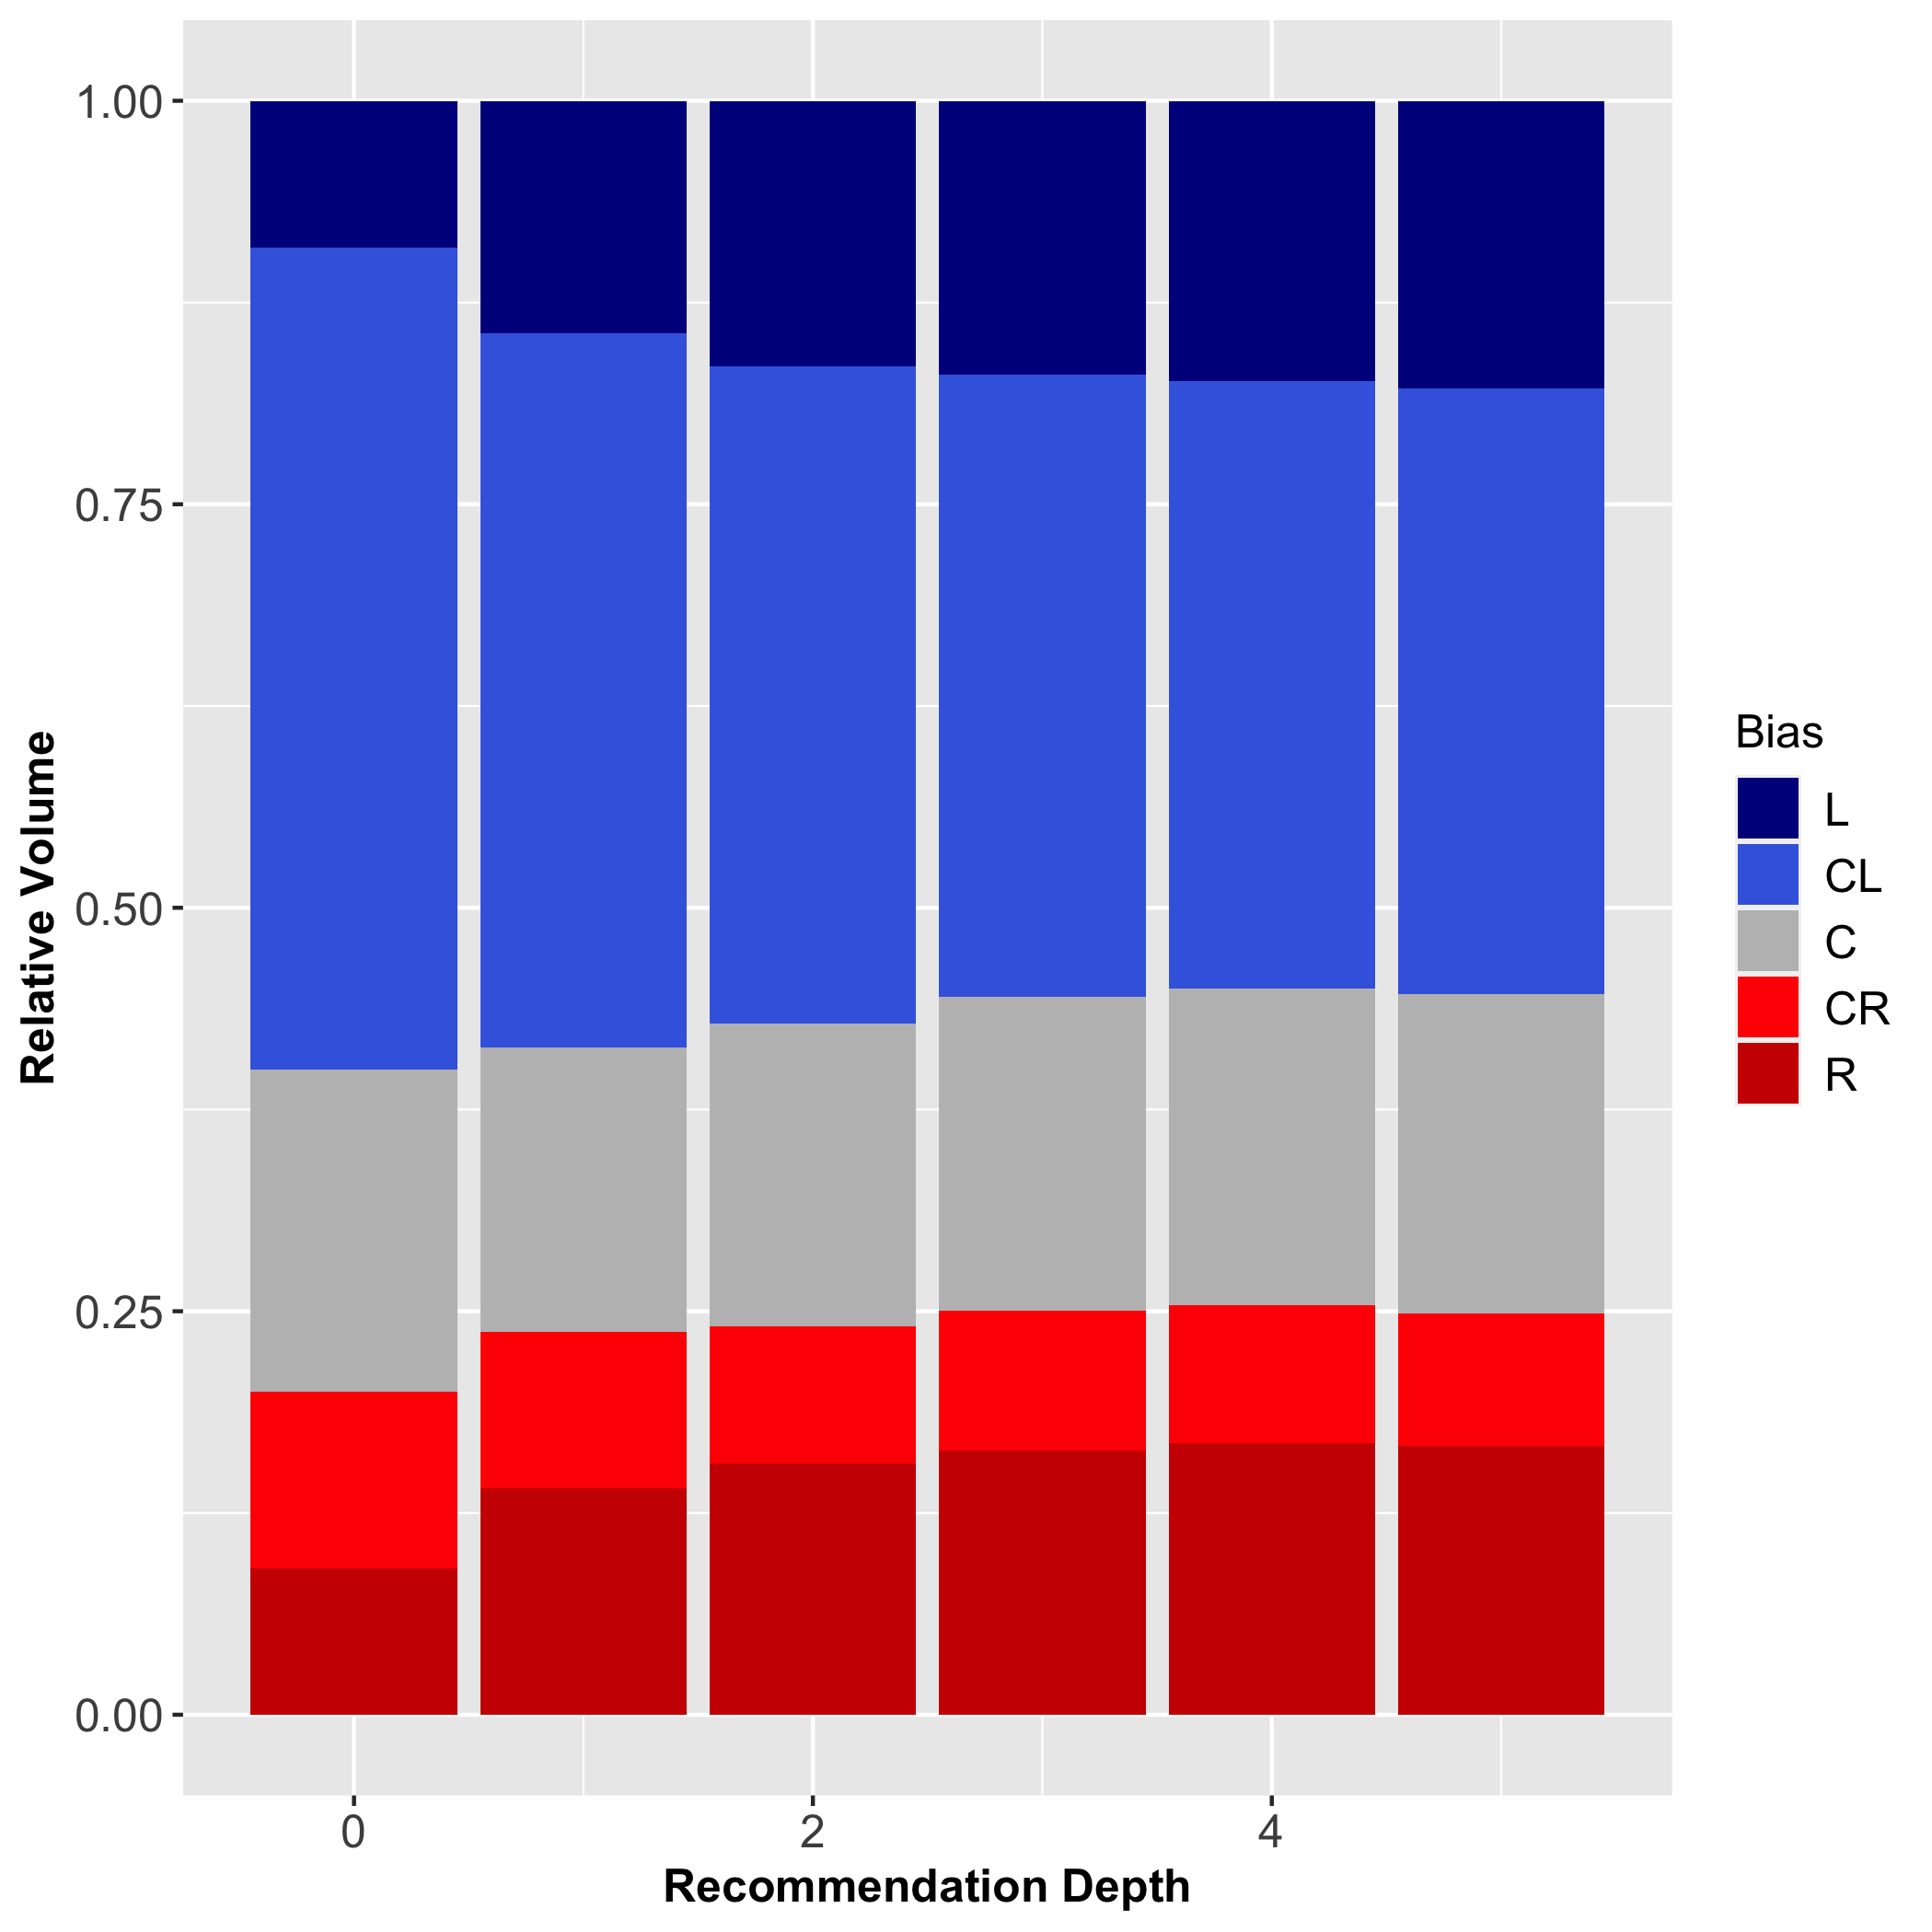 1.00
0.75
0.50
0.25
0.00
Relative Volume
0 2 4
Recommendation Depth
Bias
L
CL
C
CR
R